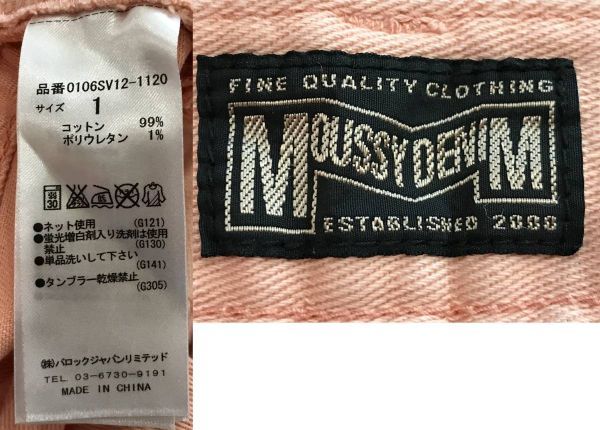 品番0106SV12-1120
サイズ 1
コットン 99%
ポリウレタン 1%
弱
30
●ネット使用 (G121)
●蛍光増白剤入り洗剤は使用
禁止 (G130)
●単品洗いして下さい
(G141)
●タンブラー乾燥禁止
(G305)
㈱バロックジャパンリミテッド
TEL 03-6730-9191
MADE IN CHINA
FINE QUALITY CLOTHING
MOUSSY DENIM
ESTABLISHED 2000